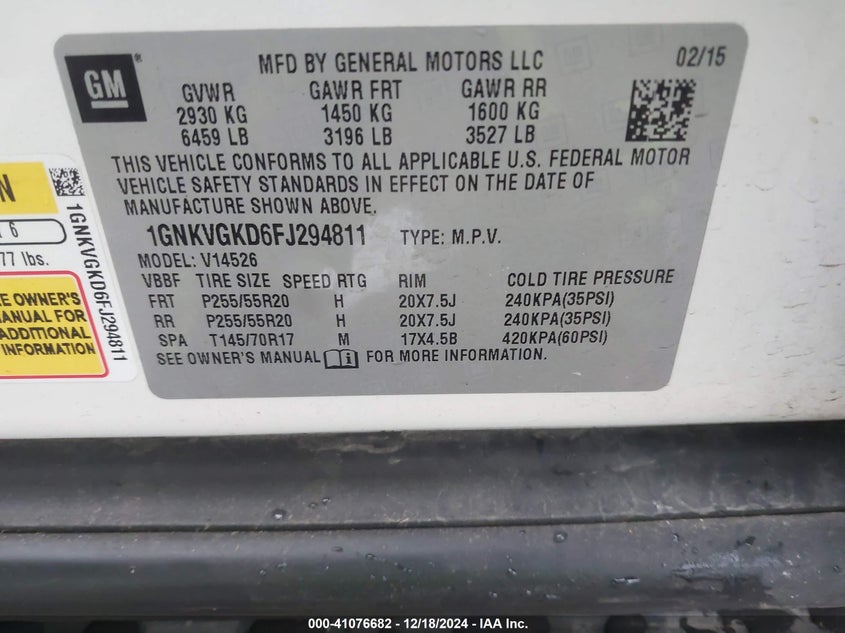 GM
MFD BY GENERAL MOTORS LLC 02/15
GVWR GAWR FRT GAWR RR
2930 KG 1450 KG 1600 KG
6459 LB 3196 LB 3527 LB
THIS VEHICLE CONFORMS TO ALL APPLICABLE U.S. FEDERAL MOTOR
VEHICLE SAFETY STANDARDS IN EFFECT ON THE DATE OF
MANUFACTURE SHOWN ABOVE.
1GNKVGKD6FJ294811 TYPE: M.P.V.
MODEL: V14526
VBBF TIRE SIZE SPEED RTG RIM COLD TIRE PRESSURE
FRT P255/55R20 H 20X7.5J 240KPA(35PSI)
RR P255/55R20 H 20X7.5J 240KPA(35PSI)
SPA T145/70R17 M 17X4.5B 420KPA(60PSI)
SEE OWNER'S MANUAL FOR MORE INFORMATION.
N
6
77 lbs.
E OWNER'S
MANUAL FOR
ADDITIONAL
INFORMATION
1GNKVGKD6FJ294811
000-41076682 - 12/18/2024 - IAA Inc.